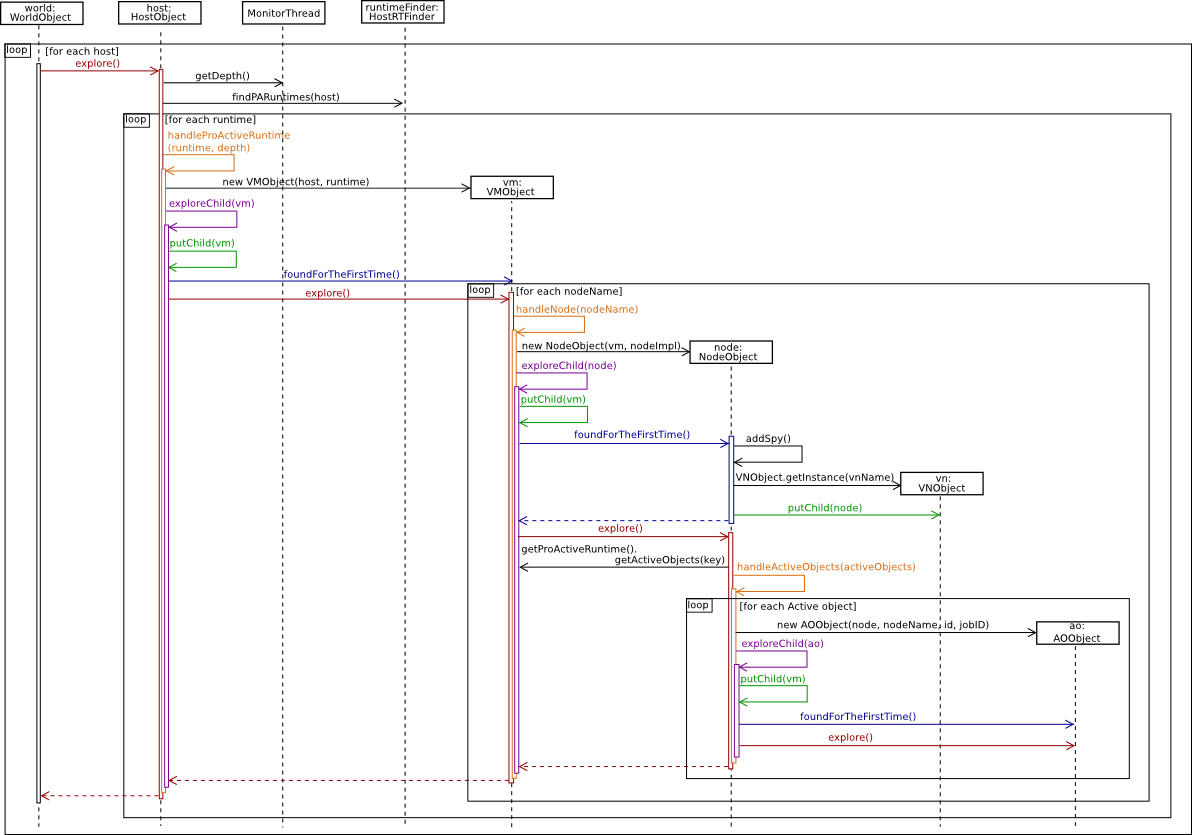 world:
WorldObject
host:
HostObject
MonitorThread
runtimeFinder:
HostRTFinder
loop
[for each host]
explore()
getDepth()
findPARuntimes(host)
loop
[for each runtime]
handleProActiveRuntime
(runtime, depth)
new VMObject(host, runtime)
vm:
VMObject
exploreChild(vm)
putChild(vm)
foundForTheFirstTime()
explore()
loop
[for each nodeName]
handleNode(nodeName)
new NodeObject(vm, nodeImpl)
node:
NodeObject
exploreChild(node)
putChild(vm)
foundForTheFirstTime()
addSpy()
VNObject.getInstance(vnName)
vn:
VNObject
putChild(node)
explore()
getProActiveRuntime().
getActiveObjects(key)
handleActiveObjects(activeObjects)
loop
[for each Active object]
new AOObject(node, nodeName, id, jobID)
ao:
AOObject
exploreChild(ao)
putChild(vm)
foundForTheFirstTime()
explore()